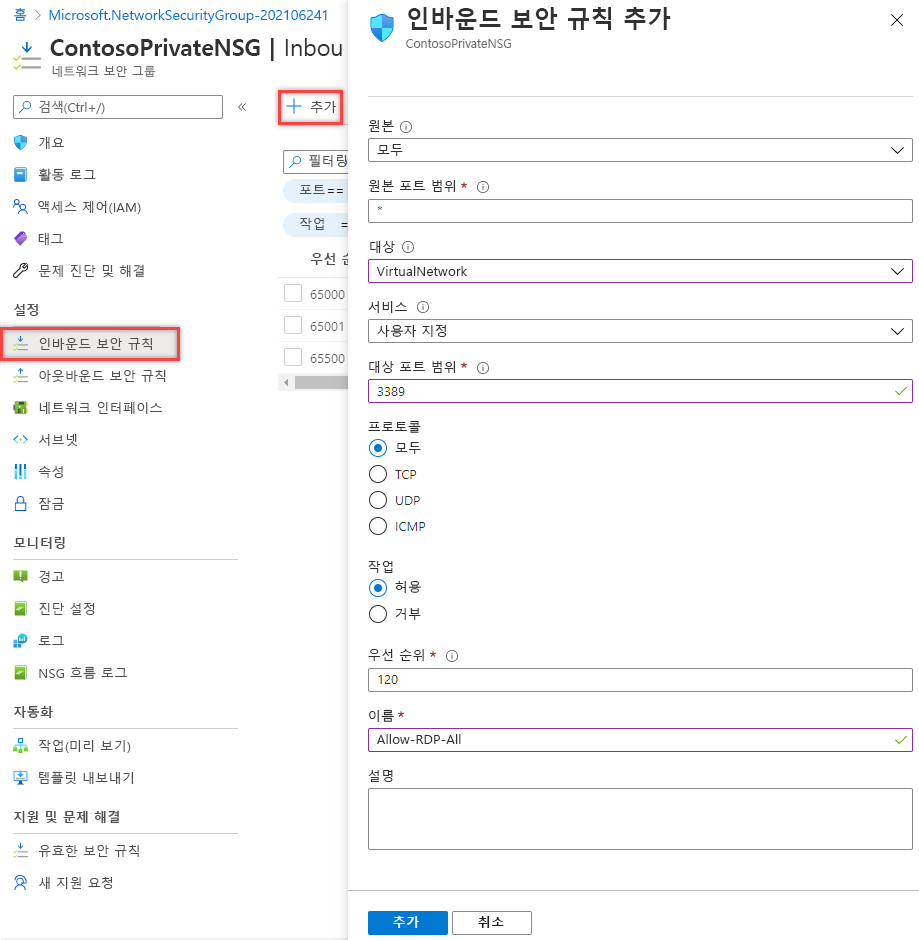 홈 > Microsoft.NetworkSecurityGroup-202106241
ContosoPrivateNSG | Inbou
네트워크 보안 그룹
검색(Ctrl+/)
«
개요
활동 로그
액세스 제어(IAM)
태그
문제 진단 및 해결
설정
인바운드 보안 규칙
아웃바운드 보안 규칙
네트워크 인터페이스
서브넷
속성
잠금
모니터링
경고
진단 설정
로그
NSG 흐름 로그
자동화
작업(미리 보기)
템플릿 내보내기
지원 및 문제 해결
유효한 보안 규칙
새 지원 요청
+ 추가
필터링
포트==
작업 =
우선 순
65000
65001
65500
인바운드 보안 규칙 추가
ContosoPrivateNSG
원본
모두
원본 포트 범위 *
*
대상
VirtualNetwork
서비스
사용자 지정
대상 포트 범위 *
3389
프로토콜
모두
TCP
UDP
ICMP
작업
허용
거부
우선 순위 *
120
이름 *
Allow-RDP-All
설명
추가
취소